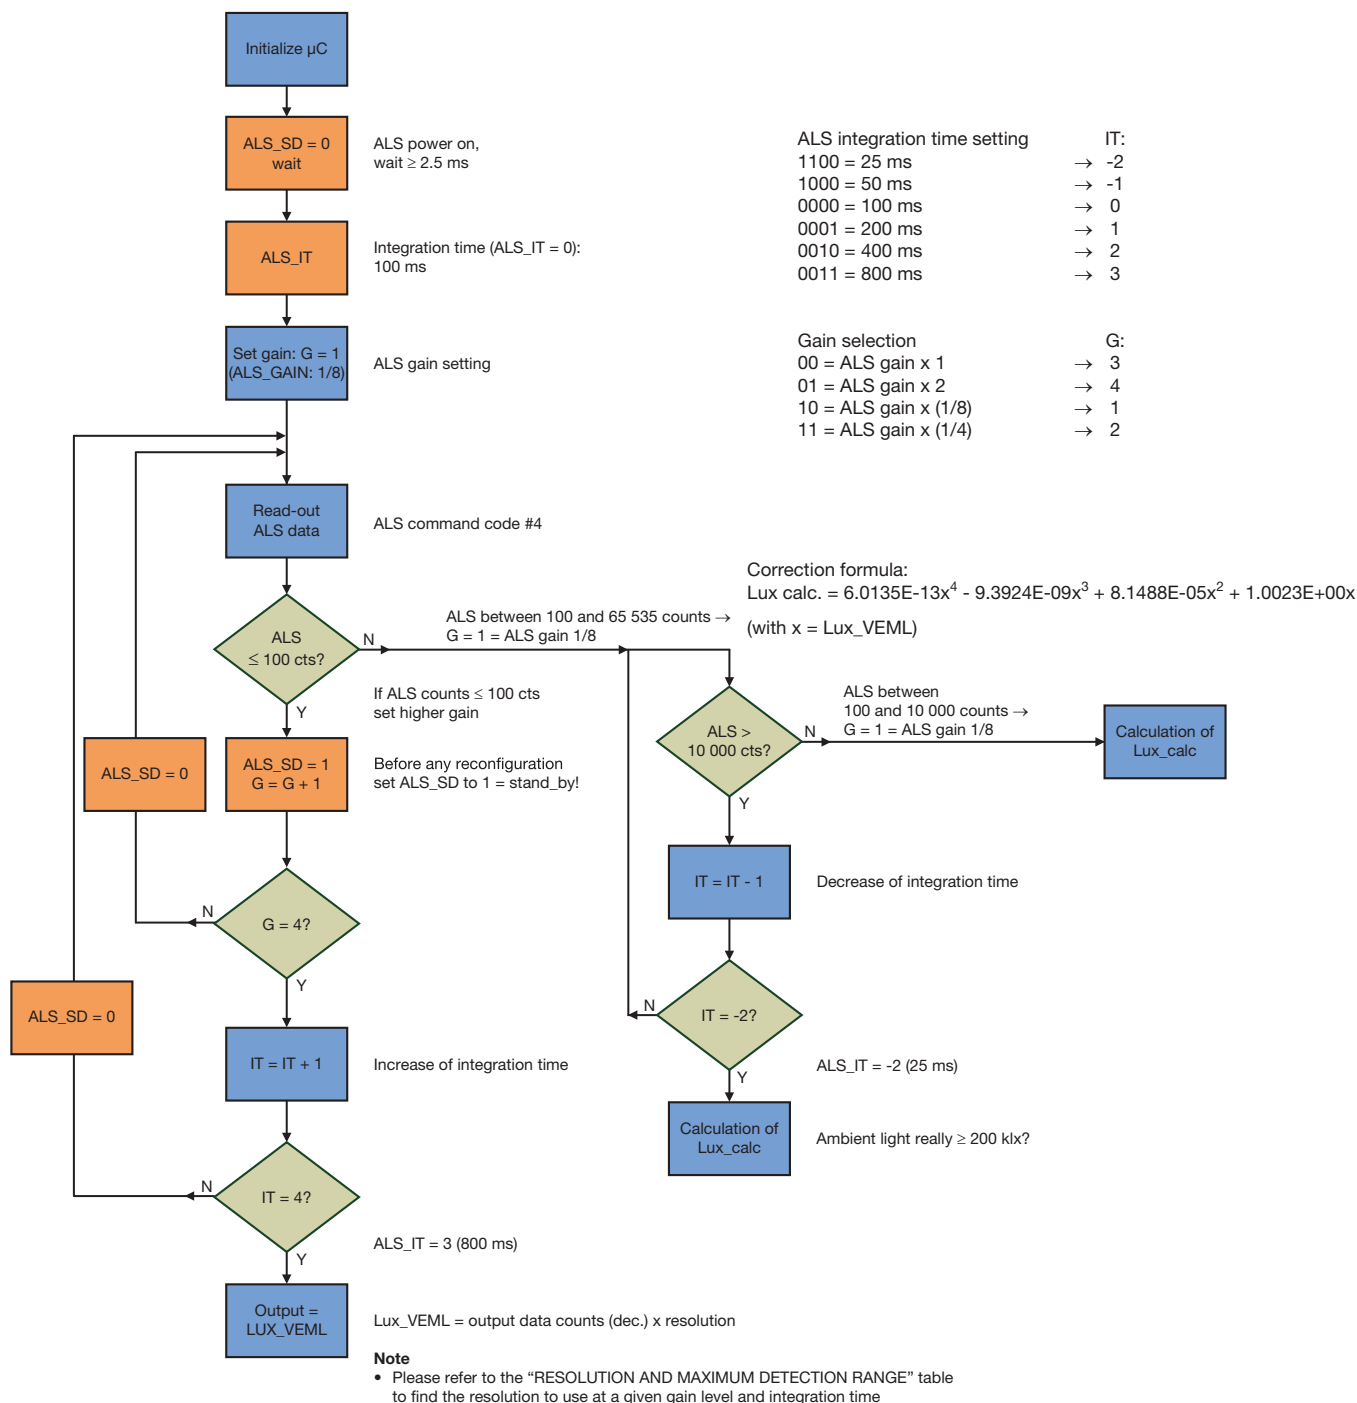 Initialize µC
ALS_SD = 0
wait
ALS power on,
wait ≥ 2.5 ms
ALS_IT
Integration time (ALS_IT = 0):
100 ms
Set gain: G = 1
(ALS_GAIN: 1/8)
ALS gain setting
ALS integration time setting IT:
1100 = 25 ms → -2
1000 = 50 ms → -1
0000 = 100 ms → 0
0001 = 200 ms → 1
0010 = 400 ms → 2
0011 = 800 ms → 3
Gain selection G:
00 = ALS gain x 1 → 3
01 = ALS gain x 2 → 4
10 = ALS gain x (1/8) → 1
11 = ALS gain x (1/4) → 2
Read-out
ALS data
ALS command code #4
Correction formula:
Lux calc. = 6.0135E-13x⁴ - 9.3924E-09x³ + 8.1488E-05x² + 1.0023E+00x
(with x = Lux_VEML)
ALS
≤ 100 cts?
N
Y
ALS between 100 and 65 535 counts →
G = 1 = ALS gain 1/8
If ALS counts ≤ 100 cts
set higher gain
ALS >
10 000 cts?
N
Y
ALS between
100 and 10 000 counts →
G = 1 = ALS gain 1/8
Calculation of
Lux_calc
ALS_SD = 0
ALS_SD = 1
G = G + 1
Before any reconfiguration
set ALS_SD to 1 = stand_by!
IT = IT - 1
Decrease of integration time
G = 4?
N
Y
IT = -2?
N
Y
ALS_IT = -2 (25 ms)
ALS_SD = 0
IT = IT + 1
Increase of integration time
Calculation of
Lux_calc
Ambient light really ≥ 200 klx?
IT = 4?
N
Y
ALS_IT = 3 (800 ms)
Output =
LUX_VEML
Lux_VEML = output data counts (dec.) x resolution
Note
• Please refer to the “RESOLUTION AND MAXIMUM DETECTION RANGE” table
to find the resolution to use at a given gain level and integration time